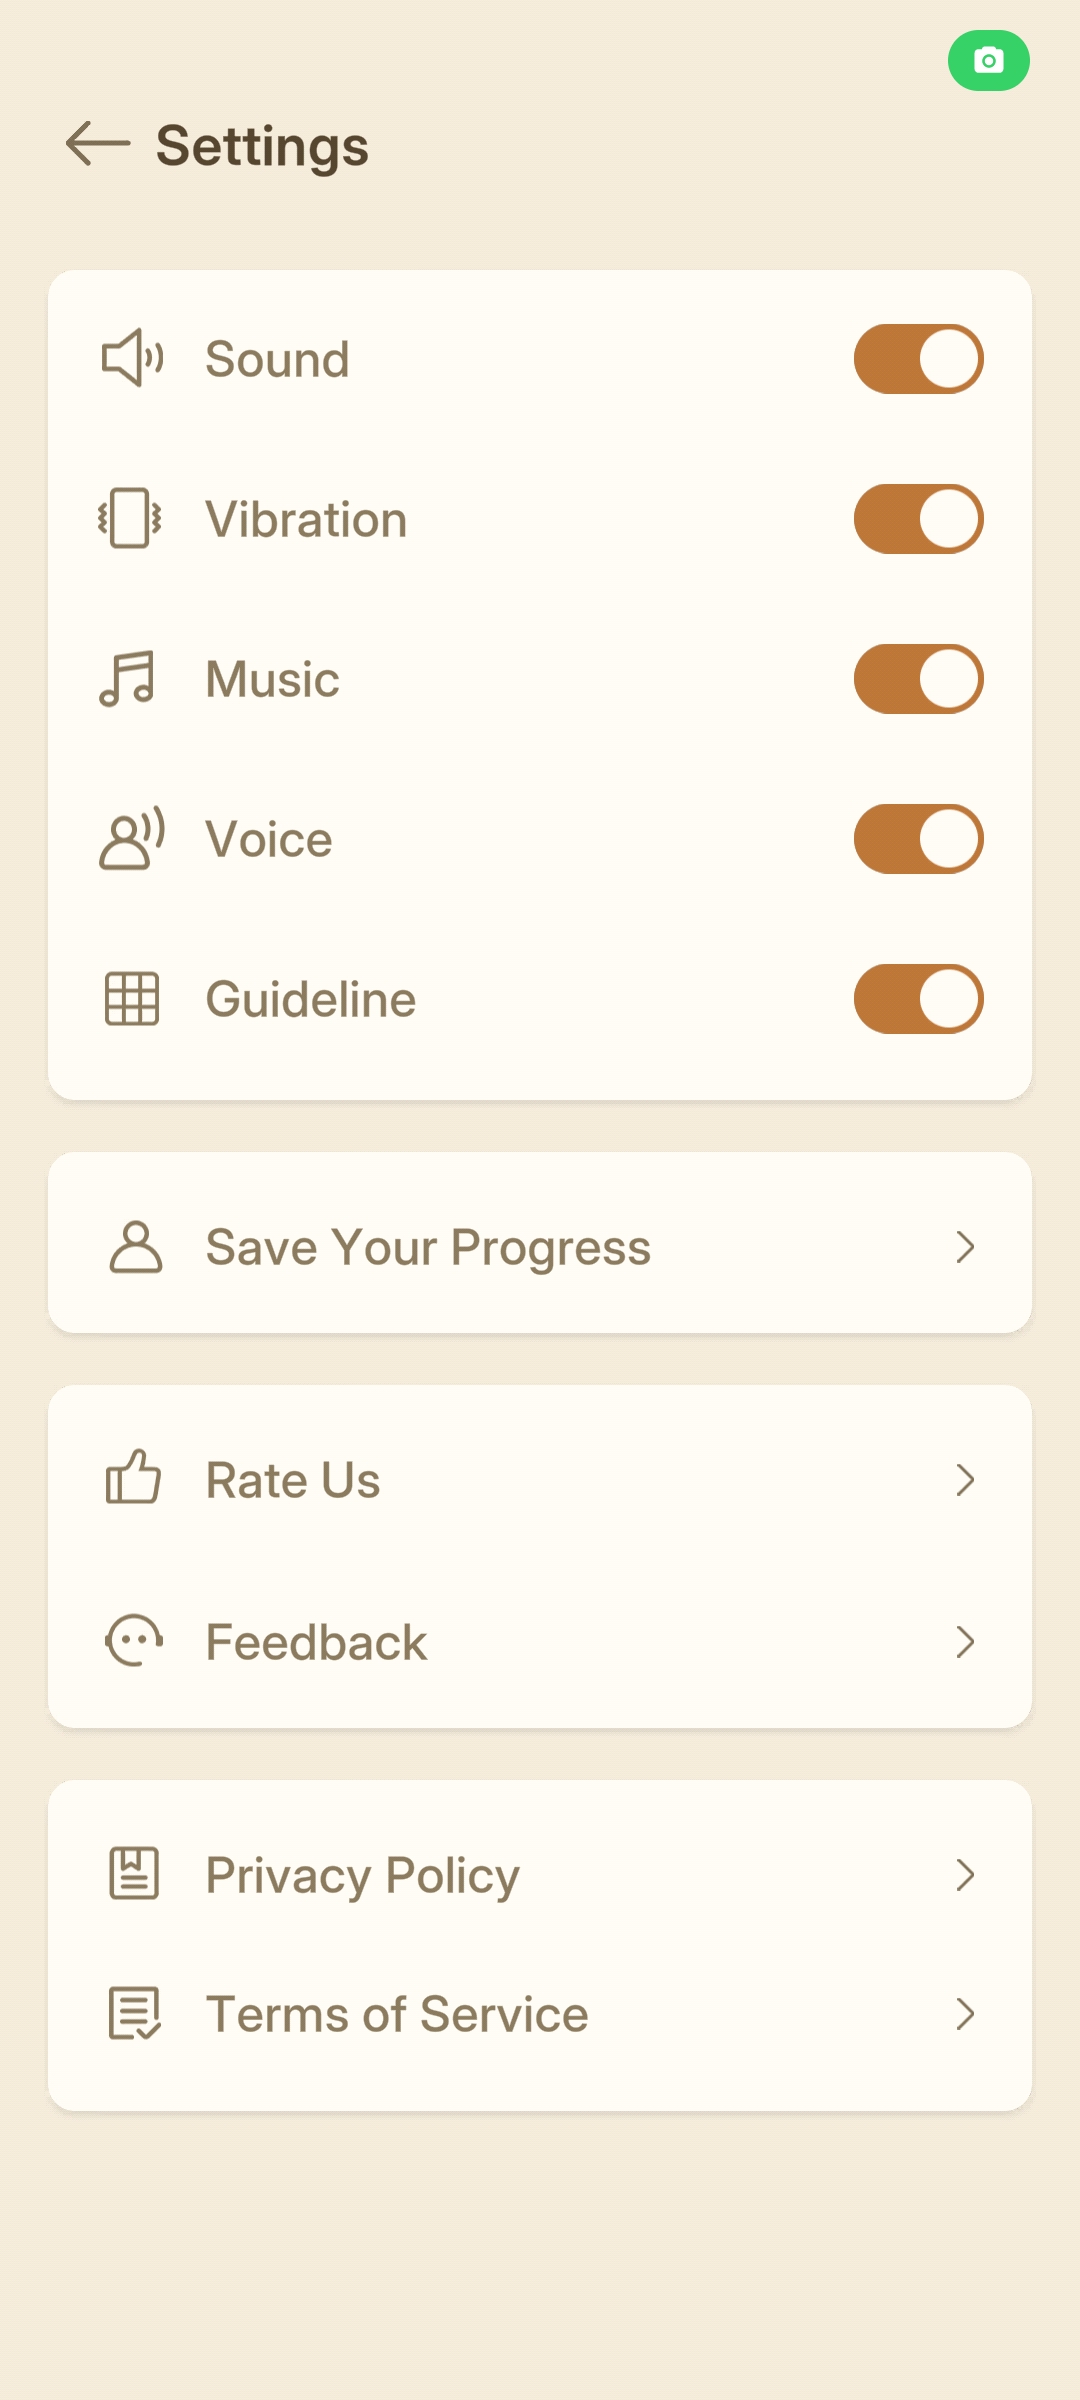 Settings
Sound
Vibration
Music
Voice
Guideline
Save Your Progress
Rate Us
Feedback
Privacy Policy
Terms of Service